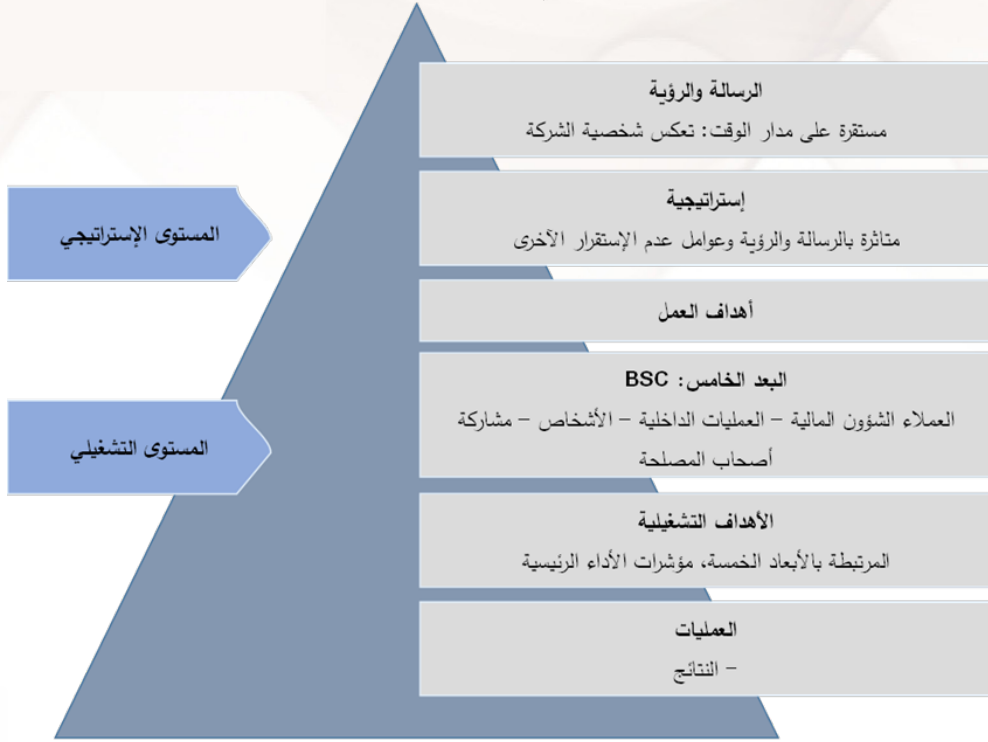 الرسالة والرؤية
مستقرة على مدار الوقت: تعكس شخصية الشركة
إستراتيجية
متاثرة بالرسالة والرؤية وعوامل عدم الإستقرار الآخرى
المستوى الإستراتيجي
أهداف العمل
البعد الخامس: BSC
العملاء الشؤون المالية – العمليات الداخلية – الأشخاص – مشاركة
أصحاب المصلحة
المستوى التشغيلي
الأهداف التشغيلية
المرتبطة بالأبعاد الخمسة، مؤشرات الأداء الرئيسية
العمليات
– النتائج